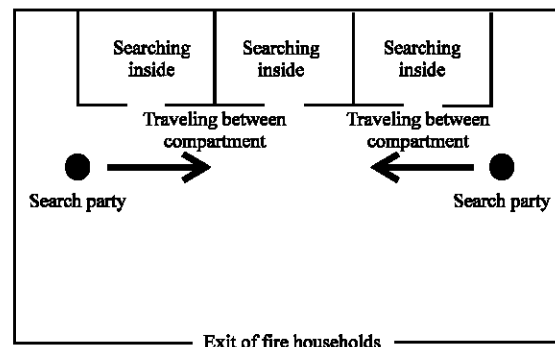 Searching
inside
Searching
inside
Searching
inside
Traveling between
compartment
Traveling between
compartment
Search party
Search party
Exit of fire households